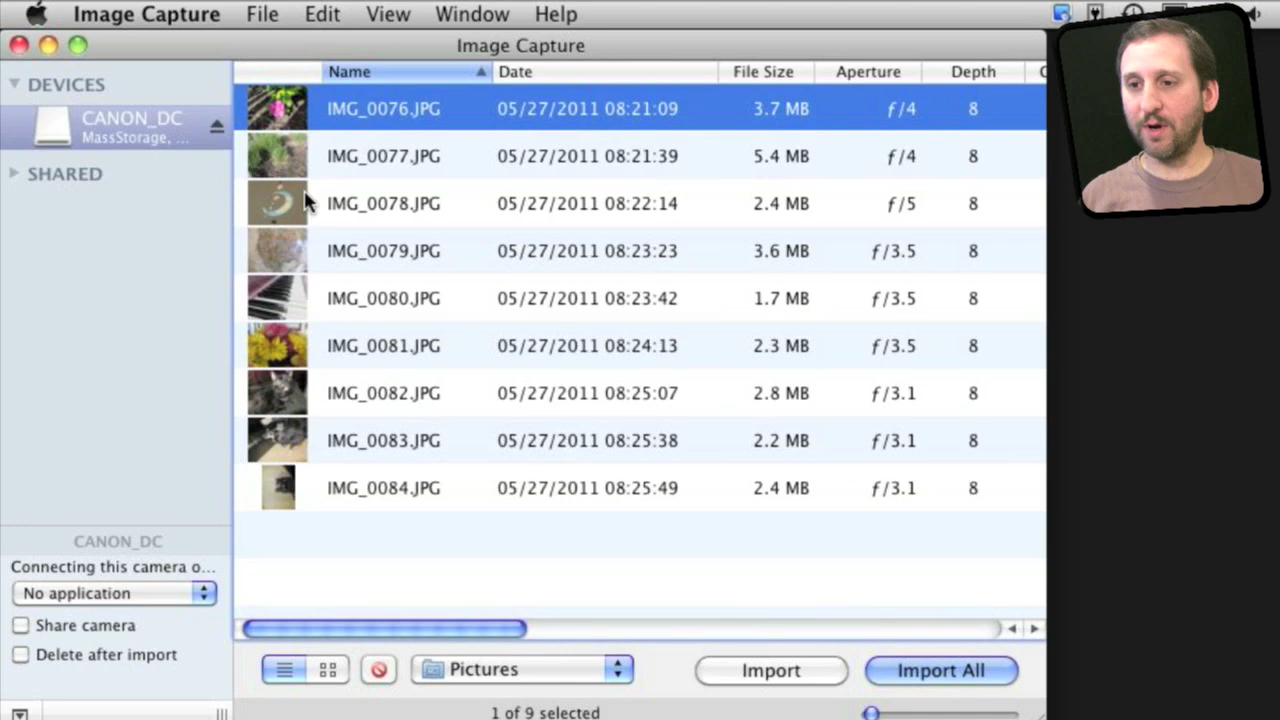 Image Capture File Edit View Window Help
Image Capture
DEVICES
CANON_DC
MassStorage, ...
SHARED
Name Date File Size Aperture Depth
IMG_0076.JPG 05/27/2011 08:21:09 3.7 MB ƒ/4 8
IMG_0077.JPG 05/27/2011 08:21:39 5.4 MB ƒ/4 8
IMG_0078.JPG 05/27/2011 08:22:14 2.4 MB ƒ/5 8
IMG_0079.JPG 05/27/2011 08:23:23 3.6 MB ƒ/3.5 8
IMG_0080.JPG 05/27/2011 08:23:42 1.7 MB ƒ/3.5 8
IMG_0081.JPG 05/27/2011 08:24:13 2.3 MB ƒ/3.5 8
IMG_0082.JPG 05/27/2011 08:25:07 2.8 MB ƒ/3.1 8
IMG_0083.JPG 05/27/2011 08:25:38 2.2 MB ƒ/3.1 8
IMG_0084.JPG 05/27/2011 08:25:49 2.4 MB ƒ/3.1 8
CANON_DC
Connecting this camera o...
No application
Share camera
Delete after import
Pictures Import Import All
1 of 9 selected